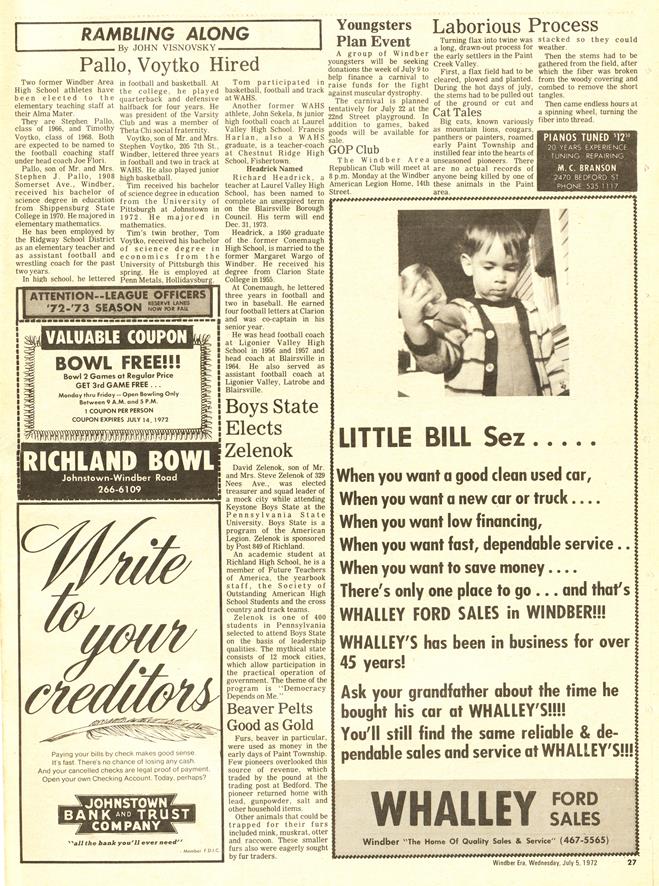 RAMBLING ALONG
By JOHN VISNOVSKY
Pallo, Voytko Hired
Two former Windber Area
High School athletes have
been elected to the
elementary teaching staff at
their Alma Mater.
They are Stephen Pallo,
class of 1966, and Timothy
Voytko, class of 1968. Both
are expected to be named to
the football coaching staff
under head coach Joe Flori.
Pallo, son of Mr. and Mrs.
Stephen J. Pallo, 1804
Somerset Ave., Windber,
received his bachelor of
science degree in education
from Shippensburg State
College in 1970. He majored in
elementary mathematics.
He has been employed by
the Ridgway School District
as an elementary teacher and
as assistant football and
wrestling coach for the past
two years.
In high school, he lettered
in football and basketball. At
the college, he played
quarterback and defensive
halfback for four years. He
was president of the Varsity
Club and was a member of
Theta Chi social fraternity.
Voytko, son of Mr. and Mrs.
Stephen Voytko, 205 7th St.,
Windber, lettered three years
in football and two in track at
WAHS. He also played junior
high basketball.
Tim received his bachelor
of science degree in education
from the University of
Pittsburgh at Johnstown in
1972. He majored in
mathematics.
Tim's twin brother, Tom
Voytko, received his bachelor
of science degree in
economics from the
University of Pittsburgh this
spring. He is employed at
Penn Metals, Hollidaysburg.
Tom participated in
basketball, football and track
at WAHS.
Another former WAHS
athlete, John Sekela, is junior
high football coach at Laurel
Valley High School. Francis
Harlan, also a WAHS
graduate, is a teacher-coach
at Chestnut Ridge High
School, Fishertown.
Headrick Named
Richard Headrick, a
teacher at Laurel Valley High
School, has been named to
complete an unexpired term
on the Blairsville Borough
Council. His term will end
Dec. 31, 1973.
Headrick, a 1950 graduate
of the former Conemaugh
High School, is married to the
former Margaret Wargo of
Windber. He received his
degree from Clarion State
College in 1955.
At Conemaugh, he lettered
three years in football and
two in baseball. He earned
four football letters at Clarion
and was co-captain in his
senior year.
He was head football coach
at Ligonier Valley High
School in 1956 and 1957 and
head coach at Blairsville in
1964. He also served as
assistant football coach at
Ligonier Valley, Latrobe and
Blairsville.
ATTENTION--LEAGUE OFFICERS
'72-'73 SEASON RESERVE LANES
NOW FOR FALL
VALUABLE COUPON
BOWL FREE!!!
Bowl 2 Games at Regular Price
GET 3rd GAME FREE . . .
Monday thru Friday -- Open Bowling Only
Between 9 A.M. and 5 P.M.
1 COUPON PER PERSON
COUPON EXPIRES JULY 14, 1972
RICHLAND BOWL
Johnstown-Windber Road
266-6109
Write
to
your
creditors
Paying your bills by check makes good sense.
It's fast. There's no chance of losing any cash.
And your cancelled checks are legal proof of payment.
Open your own Checking Account. Today, perhaps?
JOHNSTOWN
BANK AND TRUST
COMPANY
"all the bank you'll ever need"
- Member F.D.I.C.
Boys State
Elects
Zelenok
David Zelenok, son of Mr.
and Mrs. Steve Zelenok of 329
Nees Ave., was elected
treasurer and squad leader of
a mock city while attending
Keystone Boys State at the
Pennsylvania State
University. Boys State is a
program of the American
Legion. Zelenok is sponsored
by Post 849 of Richland.
An academic student at
Richland High School, he is a
member of Future Teachers
of America, the yearbook
staff, the Society of
Outstanding American High
School Students and the cross
country and track teams.
Zelenok is one of 400
students in Pennsylvania
selected to attend Boys State
on the basis of leadership
qualities. The mythical state
consists of 12 mock cities,
which allow participation in
the practical operation of
government. The theme of the
program is "Democracy
Depends on Me."
Beaver Pelts
Good as Gold
Furs, beaver in particular,
were used as money in the
early days of Paint Township.
Few pioneers overlooked this
source of revenue, which
traded by the pound at the
trading post at Bedford. The
pioneer returned home with
lead, gunpowder, salt and
other household items.
Other animals that could be
trapped for their furs
included mink, muskrat, otter
and raccoon. These smaller
furs also were eagerly sought
by fur traders.
Youngsters
Plan Event
A group of Windber
youngsters will be seeking
donations the week of July 9 to
help finance a carnival to
raise funds for the fight
against muscular dystrophy.
The carnival is planned
tentatively for July 22 at the
22nd Street playground. In
addition to games, baked
goods will be available for
sale.
GOP Club
The Windber Area
Republican Club will meet at
8 p.m. Monday at the Windber
American Legion Home, 14th
Street.
Laborious Process
Turning flax into twine was
a long, drawn-out process for
the early settlers in the Paint
Creek Valley.
First, a flax field had to be
cleared, plowed and planted.
During the hot days of july,
the stems had to be pulled out
of the ground or cut and
stacked so they could
weather.
Then the stems had to be
gathered from the field, after
which the fiber was broken
from the woody covering and
combed to remove the short
tangles.
Then came endless hours at
a spinning wheel, turning the
fiber into thread.
Cat Tales
Big cats, known variously
as mountain lions, cougars,
panthers or painters, roamed
early Paint Township and
instilled fear into the hearts of
unseasoned pioneers. There
are no actual records of
anyone being killed by one of
these animals in the Paint
area.
PIANOS TUNED '12"
20 YEARS EXPERIENCE
TUNING REPAIRING
M. C. BRANSON
2470 BEDFORD ST
PHONE 535 1117
LITTLE BILL Sez . . . . .
When you want a good clean used car,
When you want a new car or truck . . . .
When you want low financing,
When you want fast, dependable service . .
When you want to save money . . . .
There's only one place to go . . . and that's
WHALLEY FORD SALES in WINDBER!!!
WHALLEY'S has been in business for over
45 years!
Ask your grandfather about the time he
bought his car at WHALLEY'S!!!!
You'll still find the same reliable & de-
pendable sales and service at WHALLEY'S!!!
WHALLEY FORD
SALES
Windber "The Home Of Quality Sales & Service" (467-5565)
Windber Era, Wednesday, July 5, 1972 27